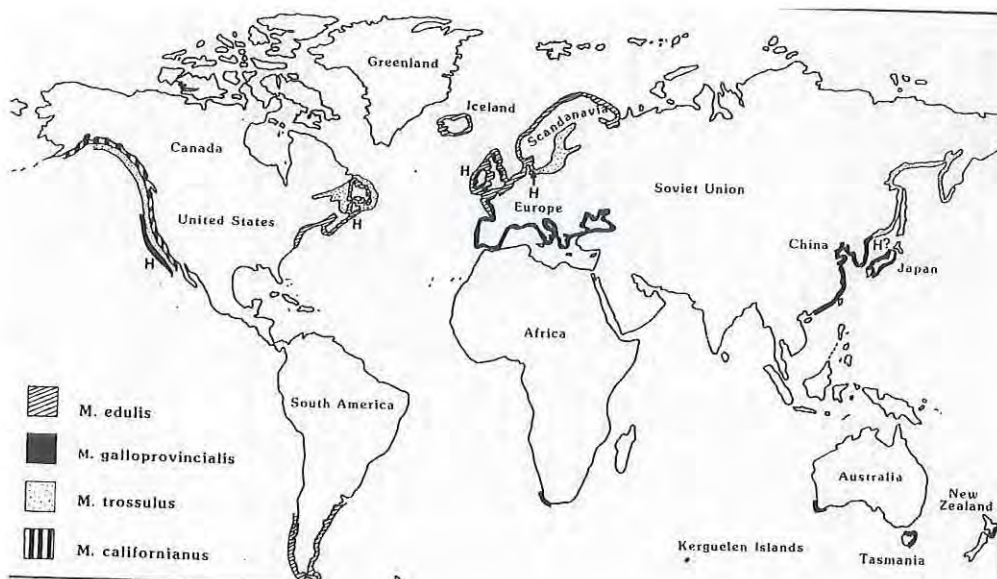 Greenland
Iceland
Scandanavia
Canada
H
H
Soviet Union
Europe
United States
H
H
China
H?
Japan
Africa
South America
M. edulis
M. galloprovincialis
M. trossulus
M. californianus
Australia
New
Zealand
Kerguelen Islands
Tasmania